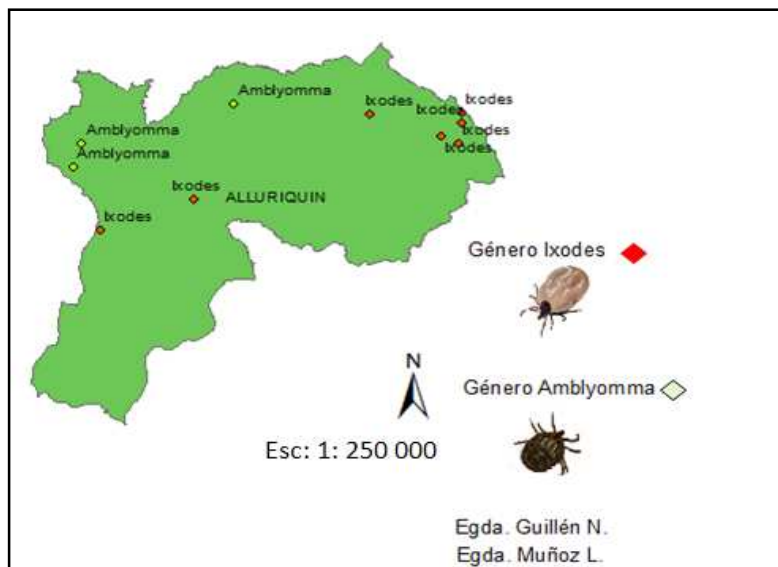 Amblyomma
Ixodes
Ixodes
Ixodes
Amblyomma
Ixodes
Amblyomma
Ixodes
Ixodes
ALLURIQUIN
Ixodes
Género Ixodes
N
Género Amblyomma
Esc: 1: 250 000
Egda. Guillén N.
Egda. Muñoz L.